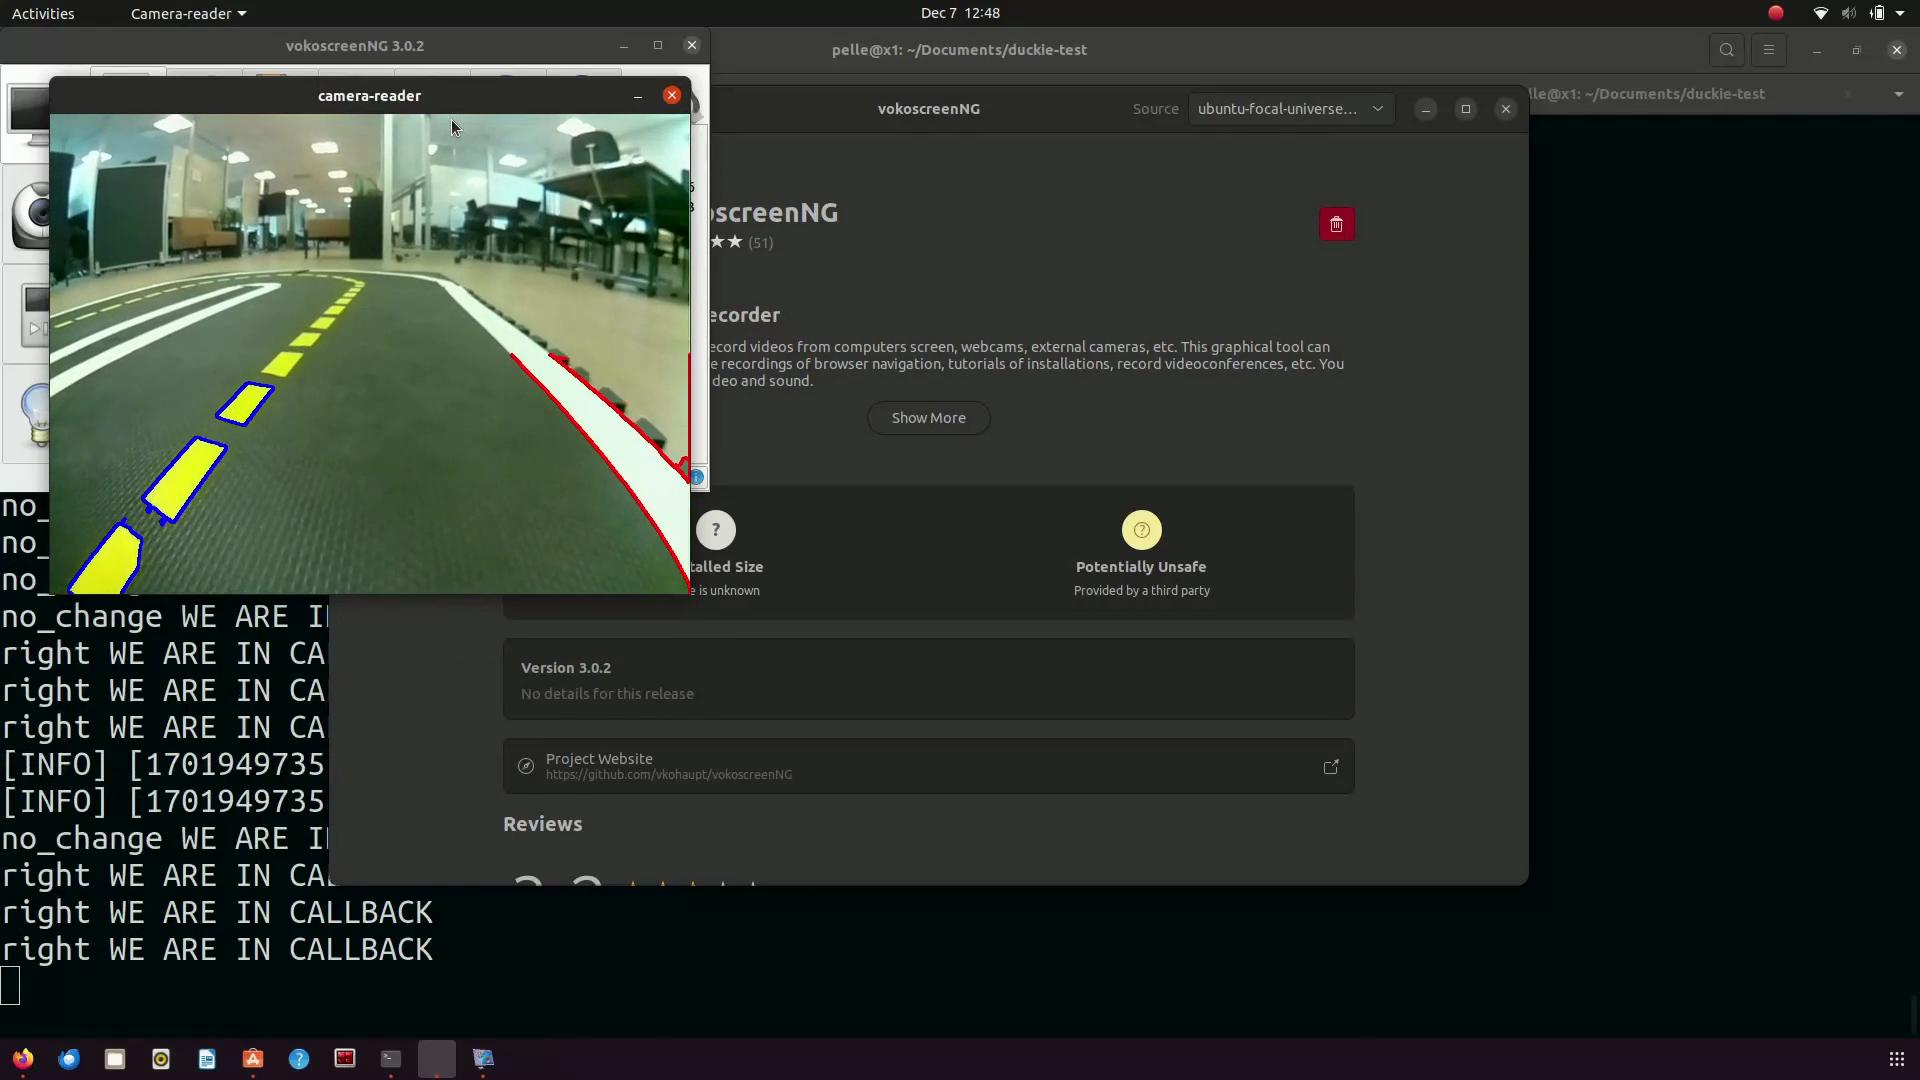 Activities
Camera-reader
Dec 7 12:48
vokoscreenNG 3.0.2
pelle@x1: ~/Documents/duckie-test
lle@x1: ~/Documents/duckie-test
camera-reader
vokoscreenNG
Source
ubuntu-focal-universe...
oscreenNG
(51)
ecorder
ecord videos from computers screen, webcams, external cameras, etc. This graphical tool can
e recordings of browser navigation, tutorials of installations, record videoconferences, etc. You
deo and sound.
Show More
?
talled Size
e is unknown
Potentially Unsafe
Provided by a third party
Version 3.0.2
No details for this release
Project Website
https://github.com/vkohaupt/vokoscreenNG
Reviews
no_
no_
no_
no_change WE ARE I
right WE ARE IN CA
right WE ARE IN CA
right WE ARE IN CA
[INFO] [1701949735
[INFO] [1701949735
no_change WE ARE I
right WE ARE IN CA
right WE ARE IN CALLBACK
right WE ARE IN CALLBACK